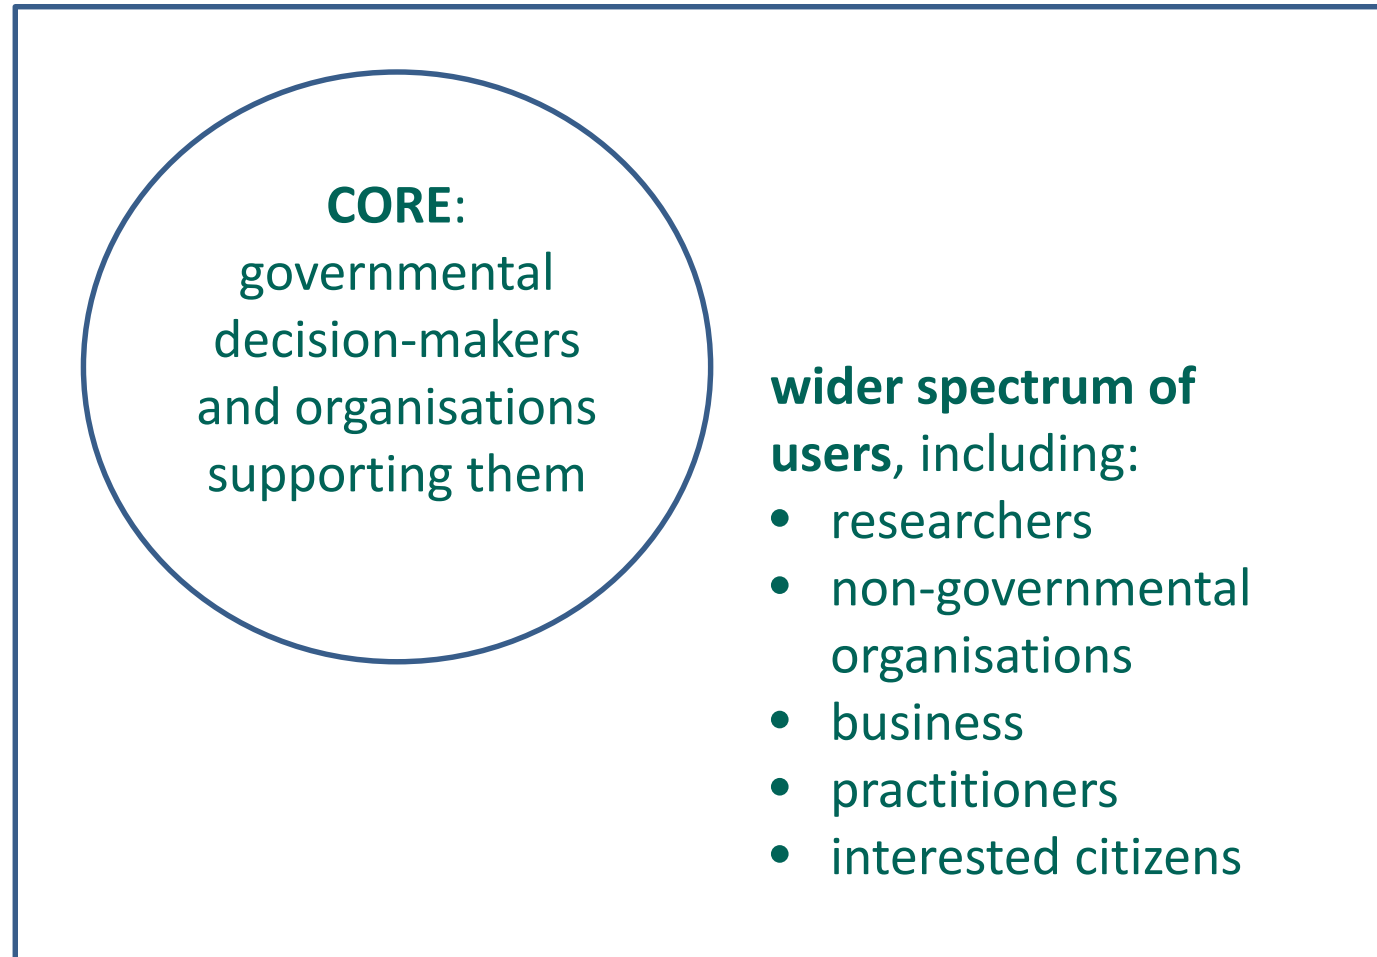 CORE:
governmental
decision-makers
and organisations
supporting them
wider spectrum of
users, including:
• researchers
• non-governmental
organisations
• business
• practitioners
• interested citizens